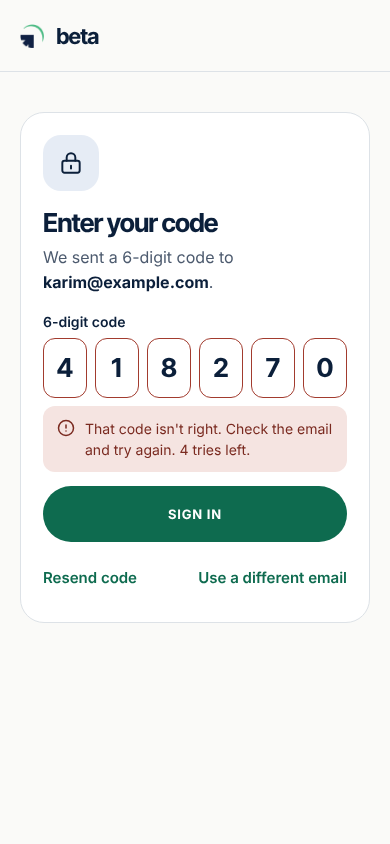 beta
Enter your code
We sent a 6-digit code to
karim@example.com.
6-digit code
4 1 8 2 7 0
That code isn't right. Check the email
and try again. 4 tries left.
SIGN IN
Resend code Use a different email